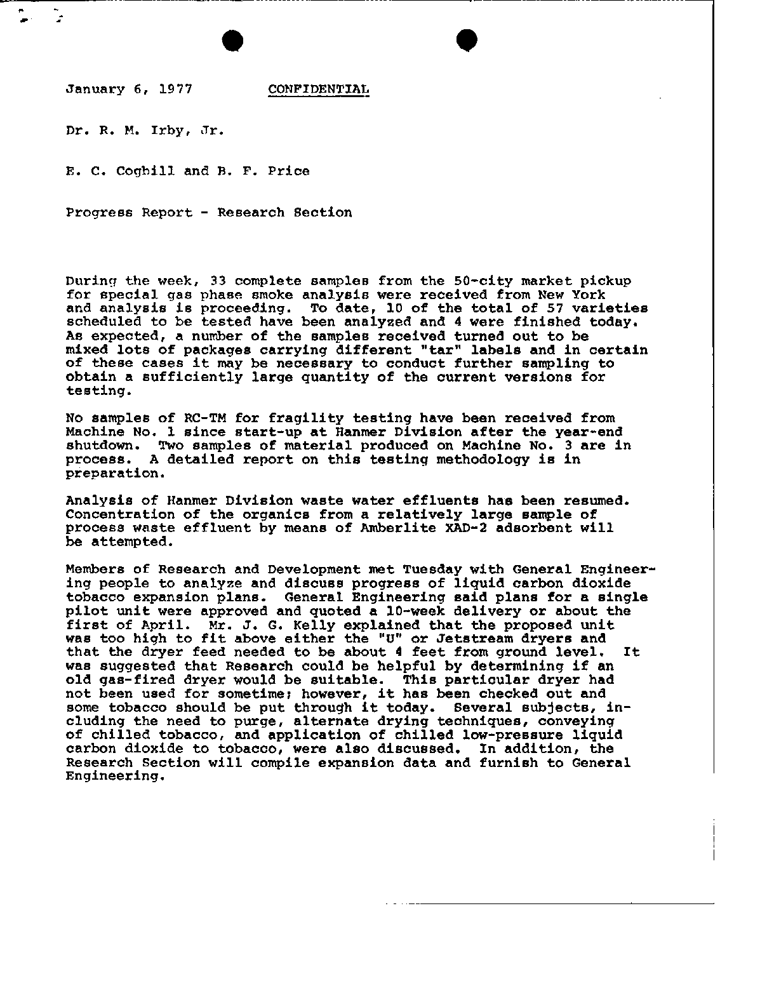 January 6, 1977 CONFIDENTIAL
Dr. R. M. Irby, Jr.
E. C. Cogbill and B. F. Price
Progress Report - Research Section
During the week, 33 complete samples from the 50-city market pickup
for special gas phase smoke analysis were received from New York
and analysis is proceeding. To date, 10 of the total of 57 varieties
scheduled to be tested have been analyzed and 4 were finished today.
As expected, a number of the samples received turned out to be
mixed lots of packages carrying different "tar" labels and in certain
of these cases it may be necessary to conduct further sampling to
obtain a sufficiently large quantity of the current versions for
testing.
No samples of RC-TM for fragility testing have been received from
Machine No. 1 since start-up at Hanmer Division after the year-end
shutdown. Two samples of material produced on Machine No. 3 are in
process. A detailed report on this testing methodology is in
preparation.
Analysis of Hanmer Division waste water effluents has been resumed.
Concentration of the organics from a relatively large sample of
process waste effluent by means of Amberlite XAD-2 adsorbent will
be attempted.
Members of Research and Development met Tuesday with General Engineer-
ing people to analyze and discuss progress of liquid carbon dioxide
tobacco expansion plans. General Engineering said plans for a single
pilot unit were approved and quoted a 10-week delivery or about the
first of April. Mr. J. G. Kelly explained that the proposed unit
was too high to fit above either the "U" or Jetstream dryers and
that the dryer feed needed to be about 4 feet from ground level. It
was suggested that Research could be helpful by determining if an
old gas-fired dryer would be suitable. This particular dryer had
not been used for sometime; however, it has been checked out and
some tobacco should be put through it today. Several subjects, in-
cluding the need to purge, alternate drying techniques, conveying
of chilled tobacco, and application of chilled low-pressure liquid
carbon dioxide to tobacco, were also discussed. In addition, the
Research Section will compile expansion data and furnish to General
Engineering.